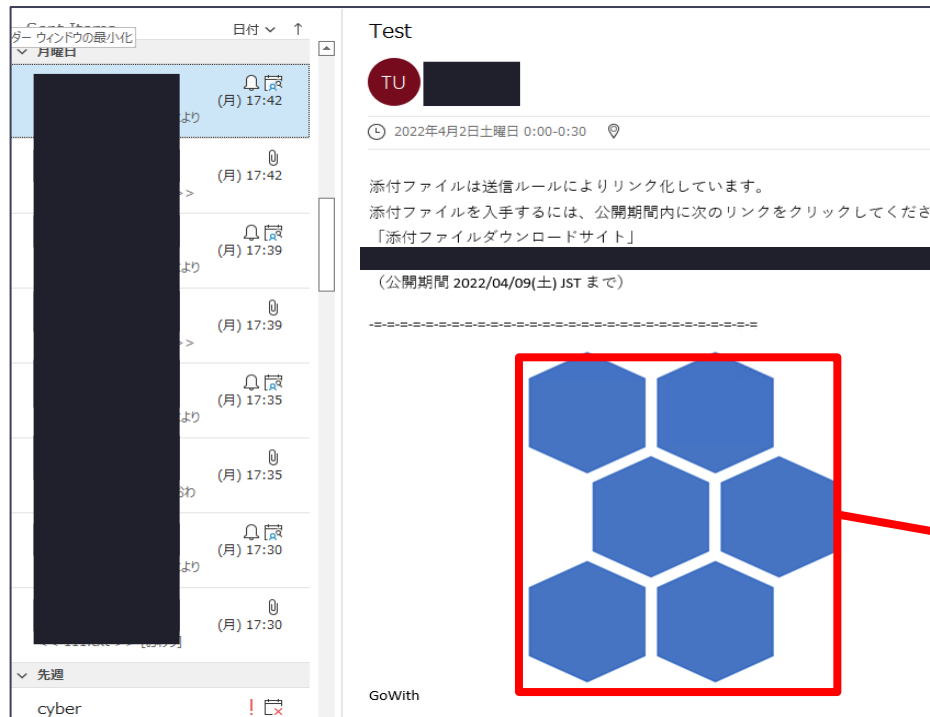 Sent Items
日付
ダー ウィンドウの最小化
月曜日
(月) 17:42
より
(月) 17:42
>>
(月) 17:39
より
(月) 17:39
>>
(月) 17:35
より
(月) 17:35
おわ
(月) 17:30
より
(月) 17:30
先週
cyber
Test
TU
2022年4月2日土曜日 0:00-0:30
添付ファイルは送信ルールによりリンク化しています。
添付ファイルを入手するには、公開期間内に次のリンクをクリックしてくださ
「添付ファイルダウンロードサイト」
（公開期間 2022/04/09(土) JST まで）
-=-=-=-=-=-=-=-=-=-=-=-=-=-=-=-=-=-=-=-=-=-=-=-=-=-=-=-=-=-=
GoWith